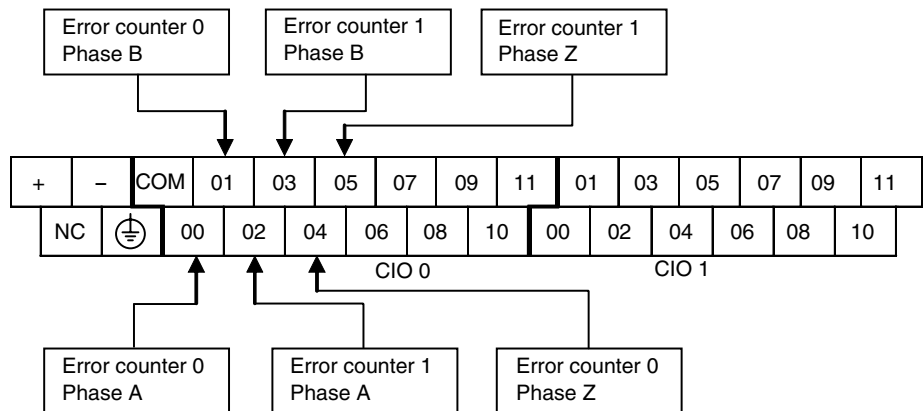 Error counter 0
Phase B
Error counter 1
Phase B
Error counter 1
Phase Z
+ – COM 01 03 05 07 09 11 01 03 05 07 09 11
NC 00 02 04 06 08 10 00 02 04 06 08 10
CIO 0 CIO 1
Error counter 0
Phase A
Error counter 1
Phase A
Error counter 0
Phase Z